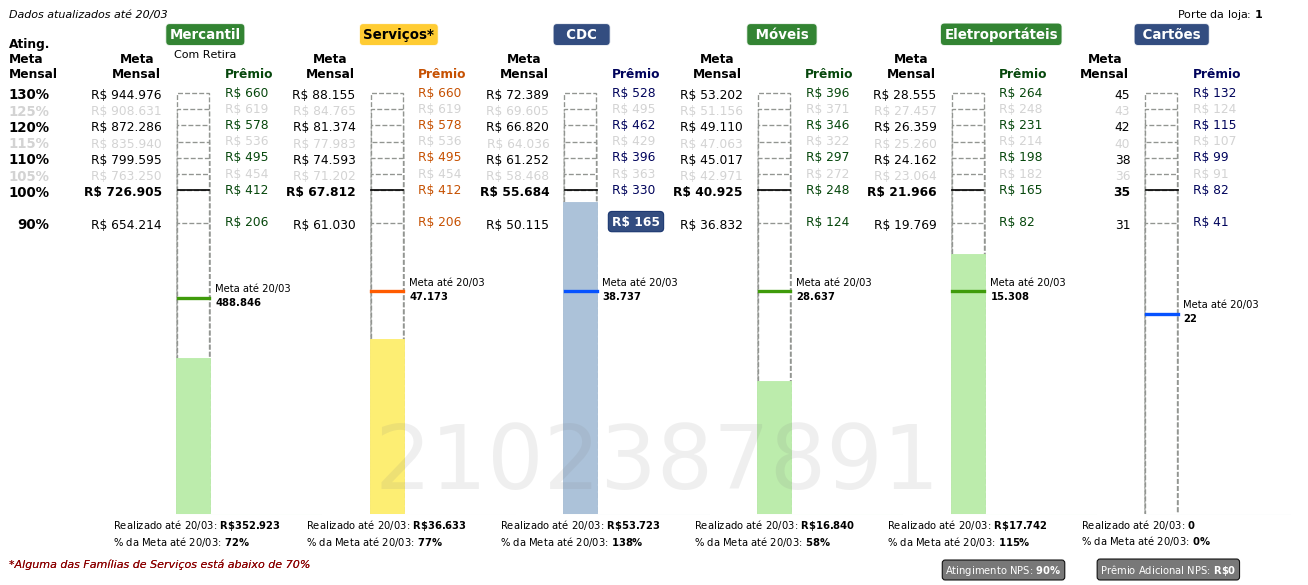 Dados atualizados até 20/03
Porte da loja: 1
Mercantil Serviços* CDC Móveis Eletroportáteis Cartões
Com Retira
Ating. Meta Mensal
Meta Mensal Prêmio Meta Mensal Prêmio Meta Mensal Prêmio Meta Mensal Prêmio Meta Mensal Prêmio Meta Mensal Prêmio
130% R$ 944.976 R$ 660 R$ 88.155 R$ 660 R$ 72.389 R$ 528 R$ 53.202 R$ 396 R$ 28.555 R$ 264 45 R$ 132
125% R$ 908.631 R$ 619 R$ 84.765 R$ 619 R$ 69.605 R$ 495 R$ 51.156 R$ 371 R$ 27.457 R$ 248 43 R$ 124
120% R$ 872.286 R$ 578 R$ 81.374 R$ 578 R$ 66.820 R$ 462 R$ 49.110 R$ 346 R$ 26.359 R$ 231 42 R$ 115
115% R$ 835.940 R$ 536 R$ 77.983 R$ 536 R$ 64.036 R$ 429 R$ 47.063 R$ 322 R$ 25.260 R$ 214 40 R$ 107
110% R$ 799.595 R$ 495 R$ 74.593 R$ 495 R$ 61.252 R$ 396 R$ 45.017 R$ 297 R$ 24.162 R$ 198 38 R$ 99
105% R$ 763.250 R$ 454 R$ 71.202 R$ 454 R$ 58.468 R$ 363 R$ 42.971 R$ 272 R$ 23.064 R$ 182 36 R$ 91
100% R$ 726.905 R$ 412 R$ 67.812 R$ 412 R$ 55.684 R$ 330 R$ 40.925 R$ 248 R$ 21.966 R$ 165 35 R$ 82
90% R$ 654.214 R$ 206 R$ 61.030 R$ 206 R$ 50.115 R$ 165 R$ 36.832 R$ 124 R$ 19.769 R$ 82 31 R$ 41
Meta até 20/03 Meta até 20/03 Meta até 20/03 Meta até 20/03 Meta até 20/03 Meta até 20/03
488.846 47.173 38.737 28.637 15.308 22
2102387891
Realizado até 20/03: R$352.923 Realizado até 20/03: R$36.633 Realizado até 20/03: R$53.723 Realizado até 20/03: R$16.840 Realizado até 20/03: R$17.742 Realizado até 20/03: 0
% da Meta até 20/03: 72% % da Meta até 20/03: 77% % da Meta até 20/03: 138% % da Meta até 20/03: 58% % da Meta até 20/03: 115% % da Meta até 20/03: 0%
*Alguma das Famílias de Serviços está abaixo de 70%
Atingimento NPS: 90% Prêmio Adicional NPS: R$0